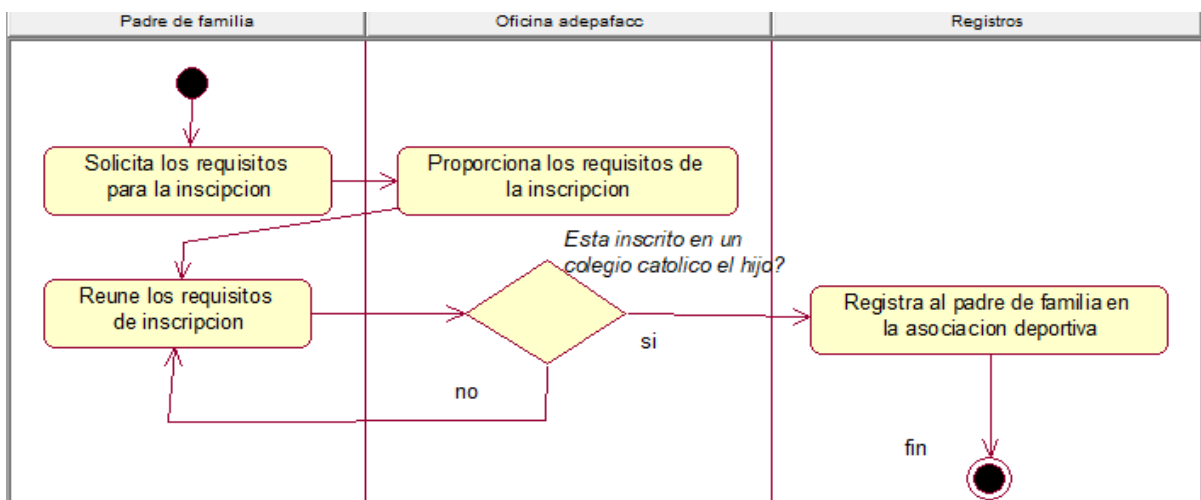 Padre de familia
Oficina adepafacc
Registros
Solicita los requisitos
para la inscipcion
Proporciona los requisitos de
la inscripcion
Esta inscrito en un
colegio catolico el hijo?
Reune los requisitos
de inscripcion
Registra al padre de familia en
la asociacion deportiva
si
no
fin